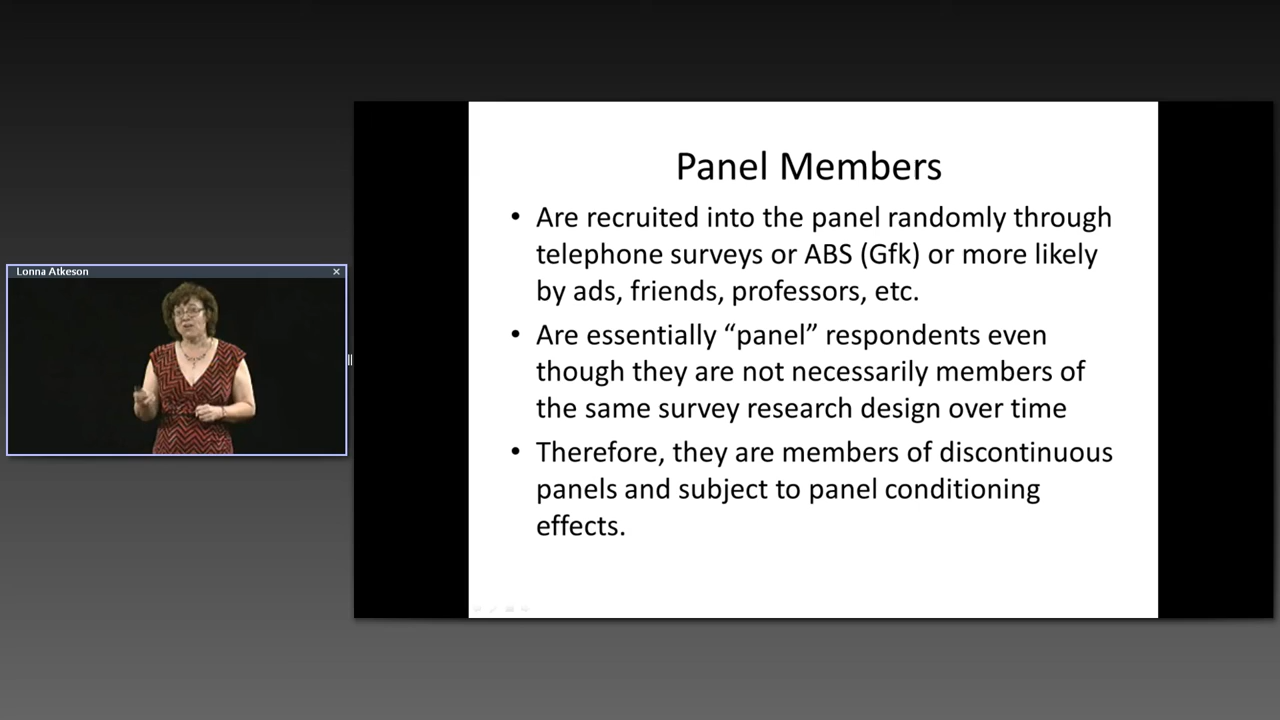 Lonna Atkeson
Panel Members
• Are recruited into the panel randomly through
telephone surveys or ABS (Gfk) or more likely
by ads, friends, professors, etc.
• Are essentially “panel” respondents even
though they are not necessarily members of
the same survey research design over time
• Therefore, they are members of discontinuous
panels and subject to panel conditioning
effects.